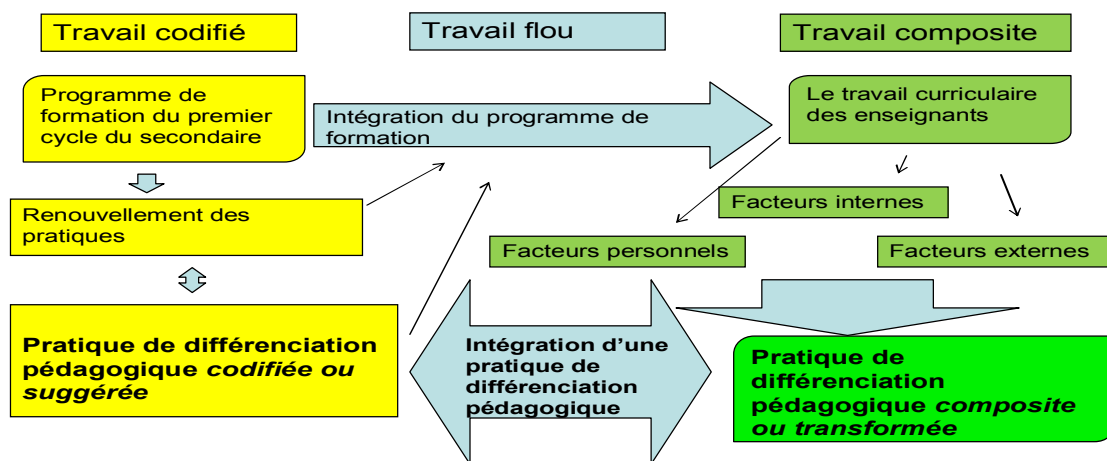 Travail codifié
Travail flou
Travail composite
Programme de
formation du premier
cycle du secondaire
Intégration du programme de
formation
Le travail curriculaire
des enseignants
Renouvellement des
pratiques
Facteurs internes
Facteurs personnels
Facteurs externes
Pratique de différenciation
pédagogique codifiée ou
suggérée
Intégration d’une
pratique de
différenciation
pédagogique
Pratique de
différenciation
pédagogique composite
ou transformée